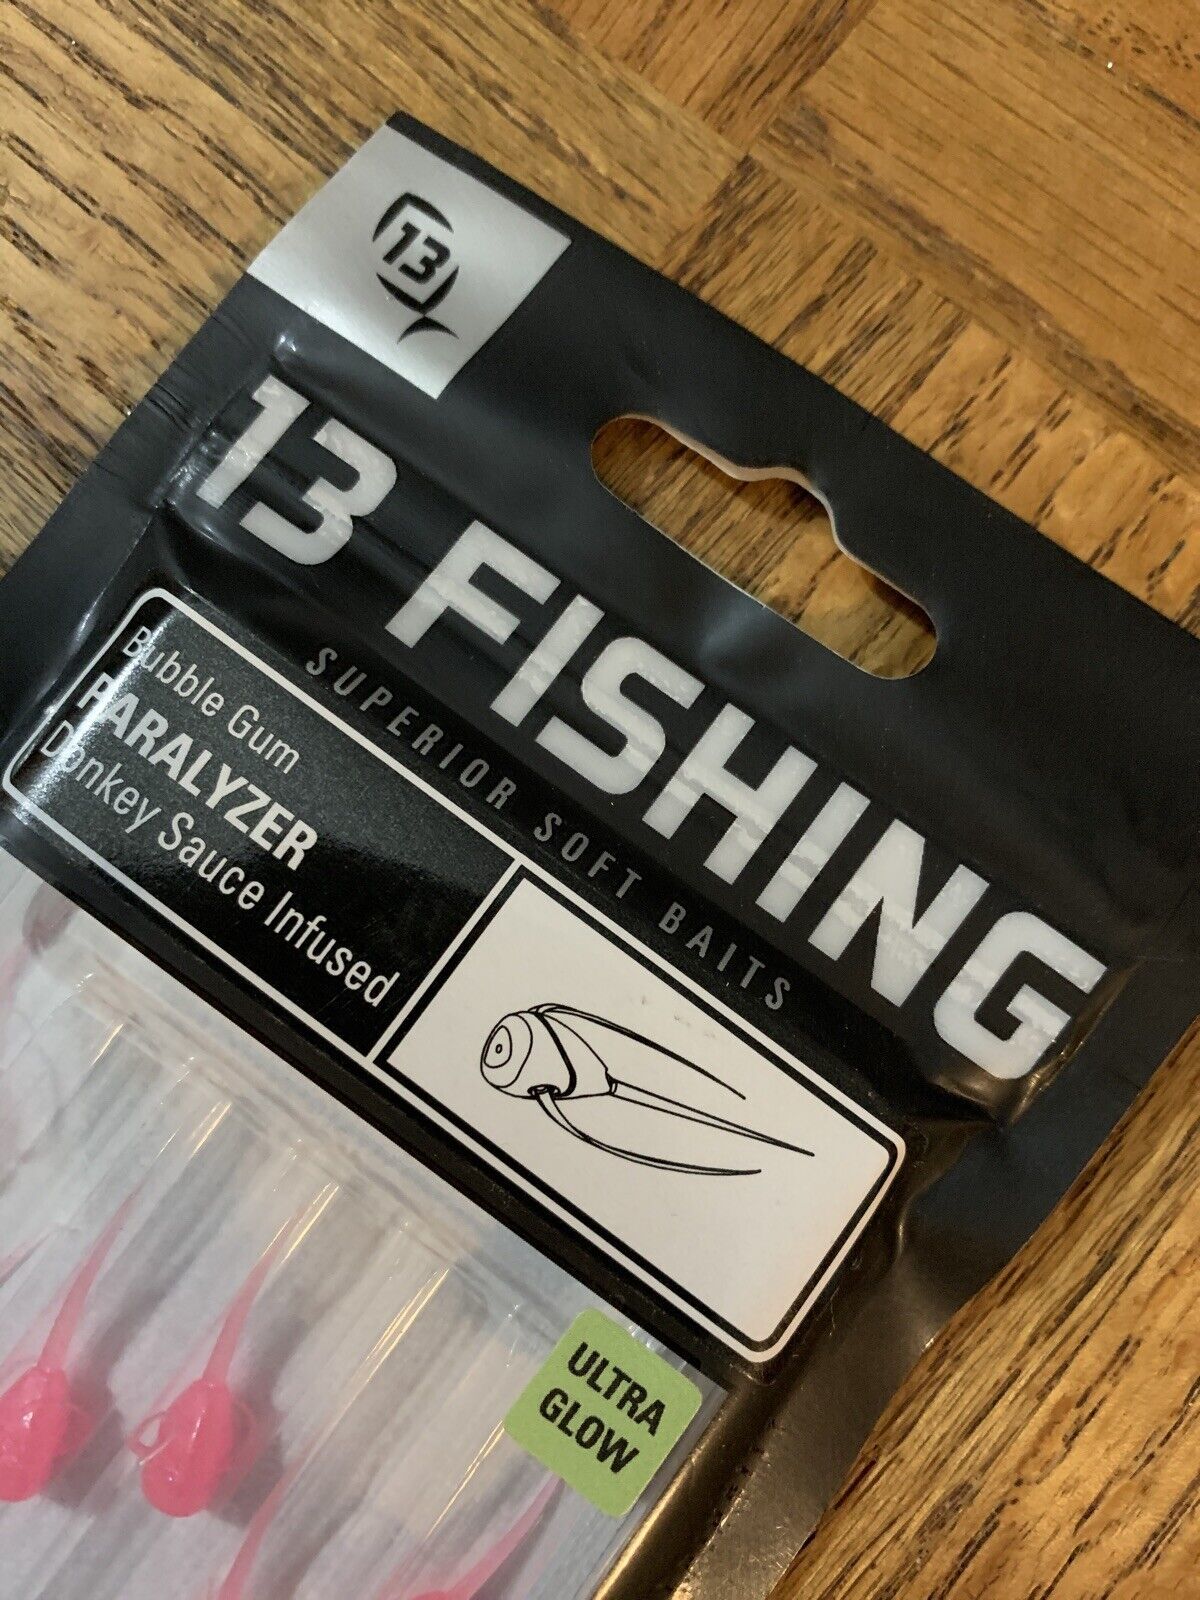 13
13 FISHING
SUPERIOR SOFT BAITS
Bubble Gum
PARALYZER
Donkey Sauce Infused
ULTRA
GLOW